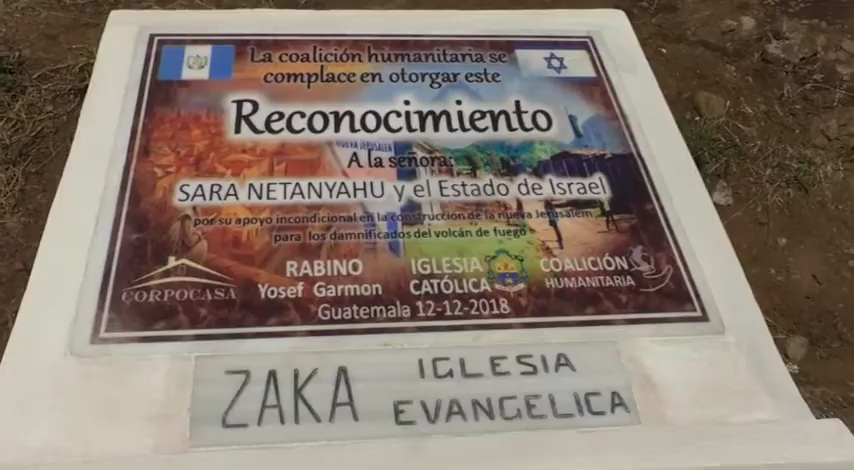 La coalición humanitaria se
complace en otorgar este
Reconocimiento
NUEVA JERUSALEN
A la señora:
SARA NETANYAHU y el Estado de Israel
por su apoyo incondicional en la construcción de la nueva Jerusalem
para los damnificados del volcán de fuego
CORPOCASA
RABINO
Yosef Garmon
IGLESIA
CATÓLICA
COALICIÓN
HUMANITARIA
Guatemala 12-12-2018
ZAKA
IGLESIA
EVANGELICA